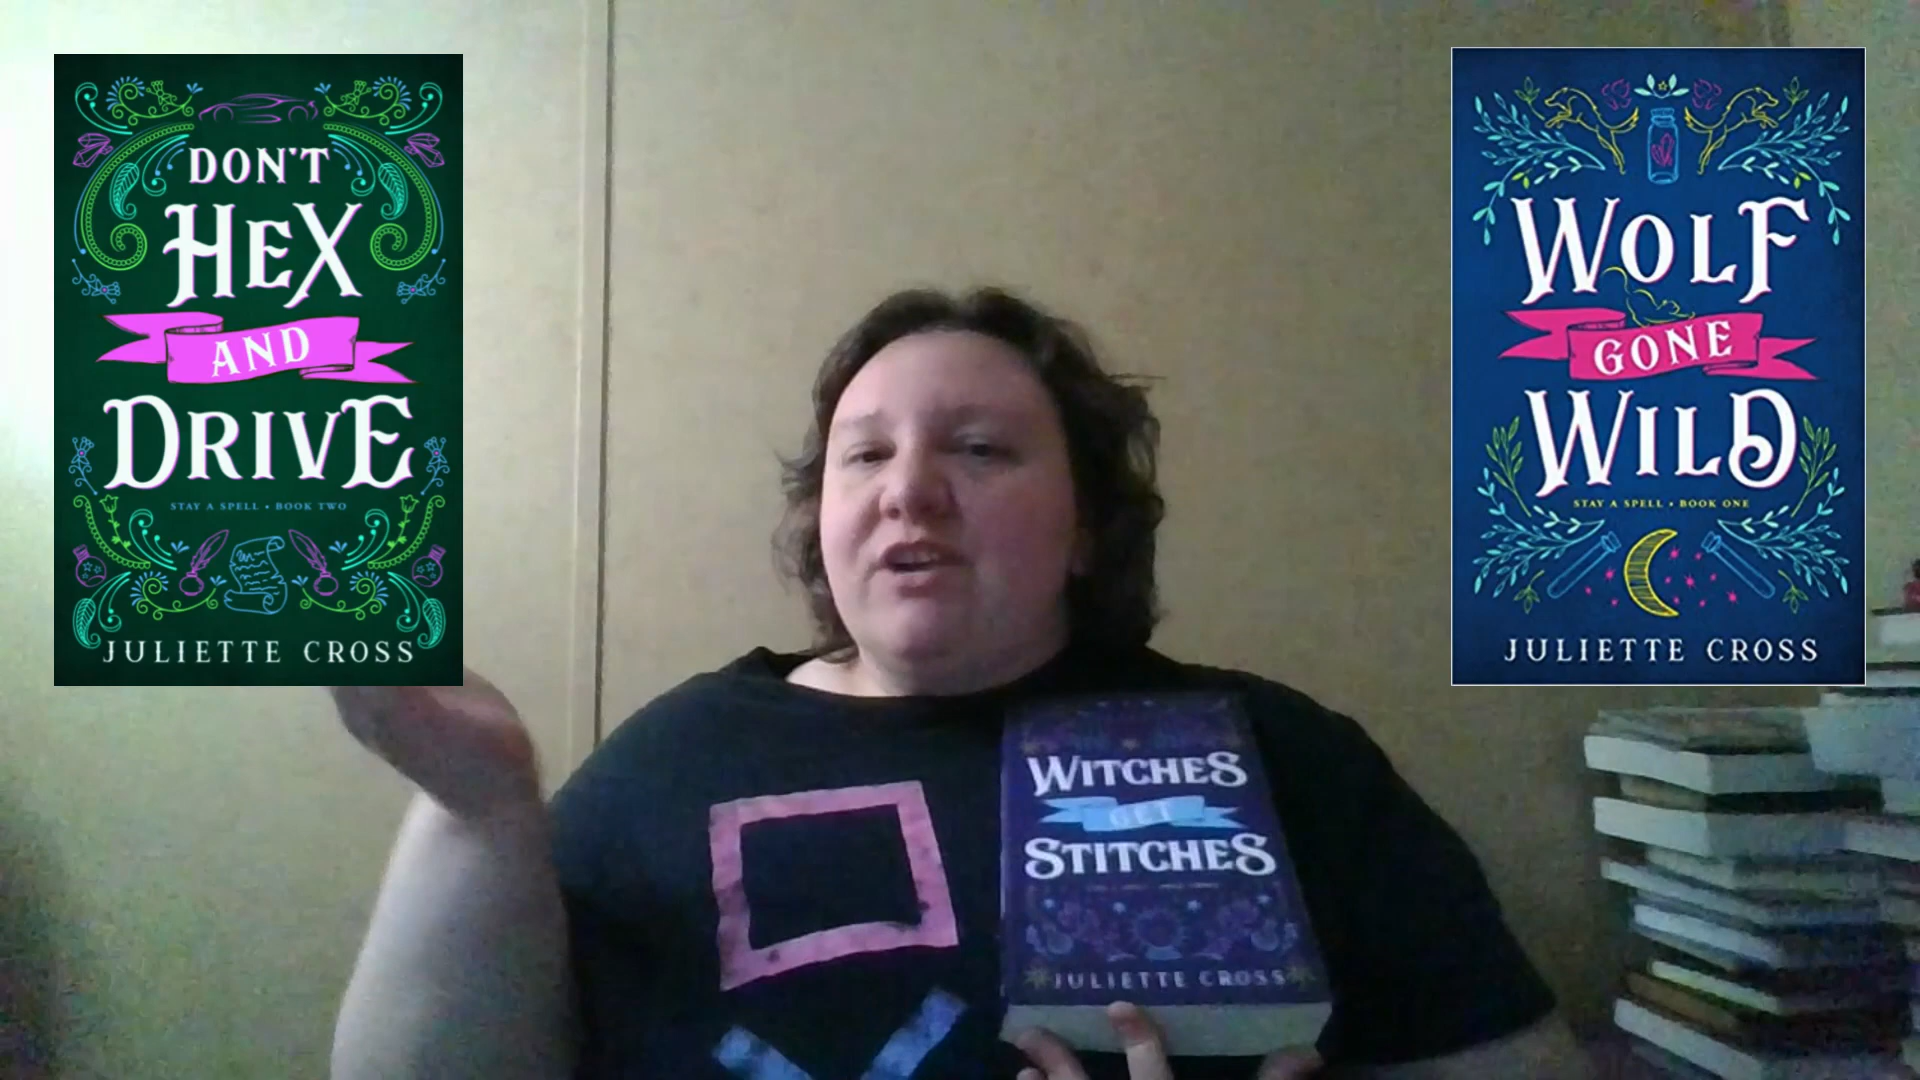 DON'T
HEX
AND
DRIVE
STAY A SPELL • BOOK TWO
JULIETTE CROSS
WOLF
GONE
WILD
STAY A SPELL • BOOK ONE
JULIETTE CROSS
WITCHES
GET
STITCHES
JULIETTE CROSS